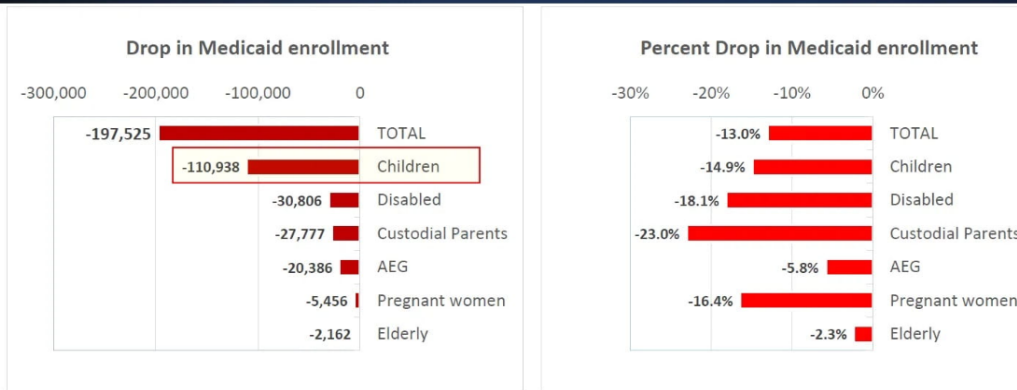 Drop in Medicaid enrollment
-300,000 -200,000 -100,000 0
-197,525 TOTAL
-110,938 Children
-30,806 Disabled
-27,777 Custodial Parents
-20,386 AEG
-5,456 Pregnant women
-2,162 Elderly
Percent Drop in Medicaid enrollment
-30% -20% -10% 0%
-13.0% TOTAL
-14.9% Children
-18.1% Disabled
-23.0% Custodial Parents
-5.8% AEG
-16.4% Pregnant women
-2.3% Elderly